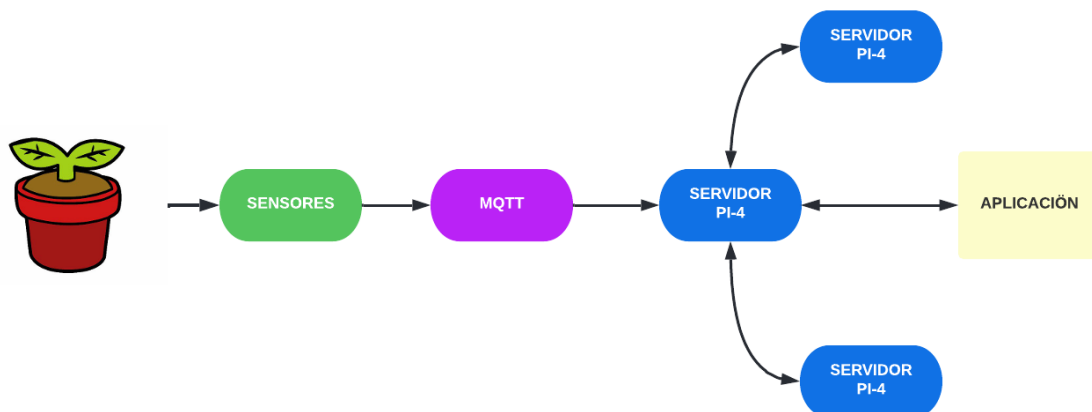 SERVIDOR
PI-4
SENSORES
MQTT
SERVIDOR
PI-4
APLICACIÖN
SERVIDOR
PI-4